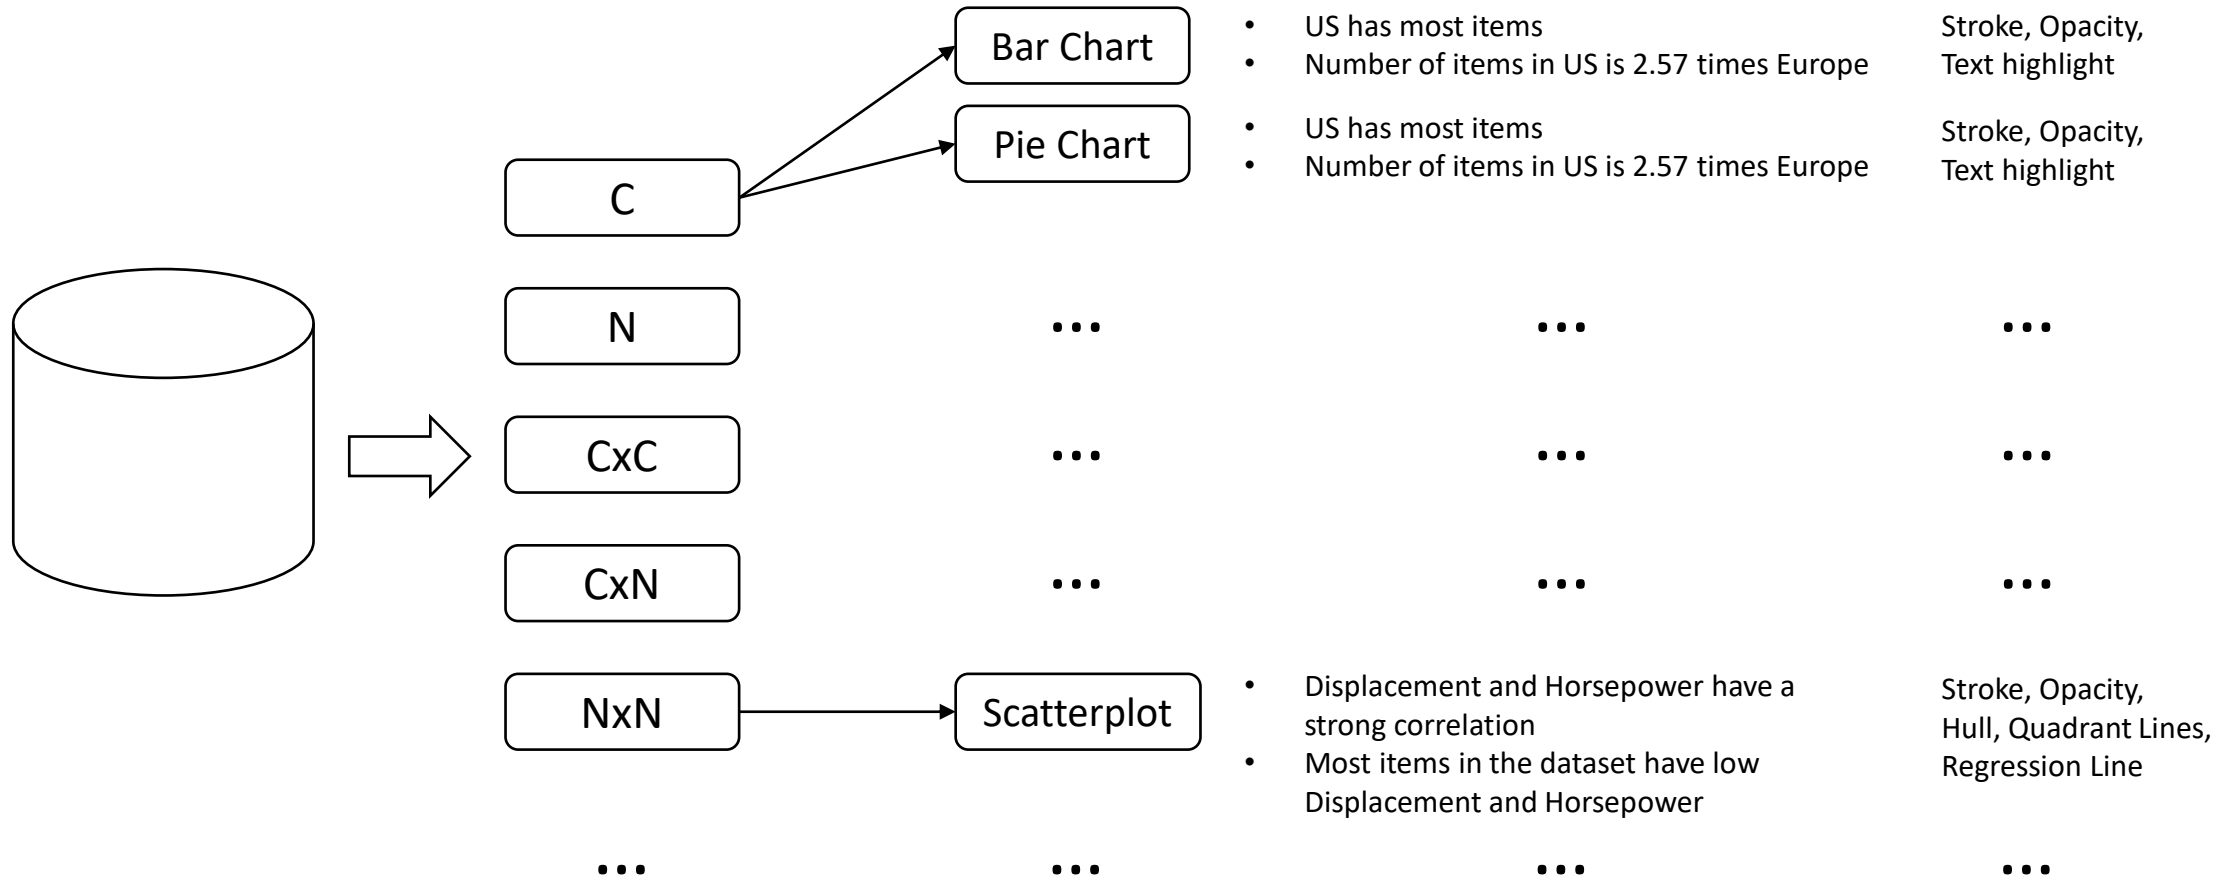 Bar Chart
• US has most items
• Number of items in US is 2.57 times Europe
Stroke, Opacity,
Text highlight
Pie Chart
• US has most items
• Number of items in US is 2.57 times Europe
Stroke, Opacity,
Text highlight
C
N
... ... ...
CxC
... ... ...
CxN
... ... ...
NxN
Scatterplot
• Displacement and Horsepower have a
strong correlation
• Most items in the dataset have low
Displacement and Horsepower
Stroke, Opacity,
Hull, Quadrant Lines,
Regression Line
... ... ... ...